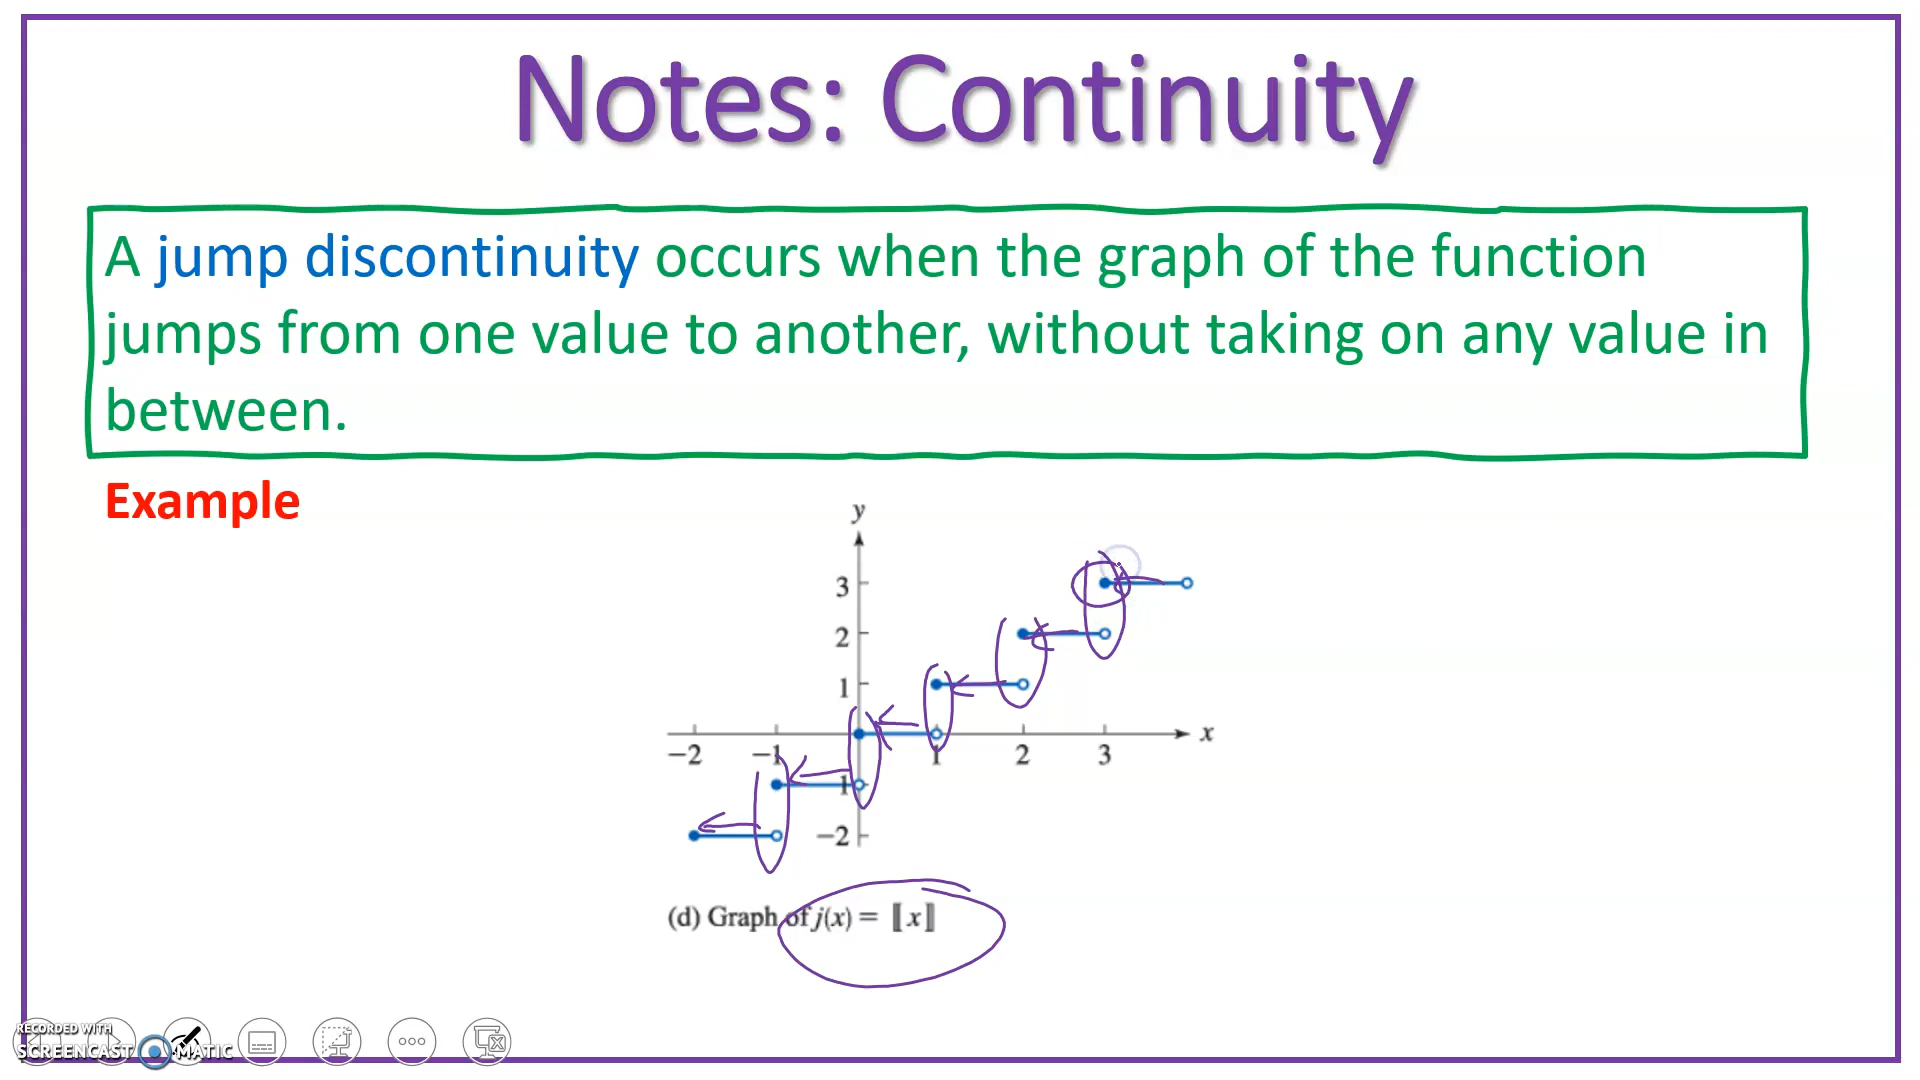 Notes: Continuity
A jump discontinuity occurs when the graph of the function
jumps from one value to another, without taking on any value in
between.
Example
y
3
2
1
x
−2 −1 1 2 3
1
−2
(d) Graph of j(x) = ⟦x⟧
RECORDED WITH
SCREENCAST MATIC